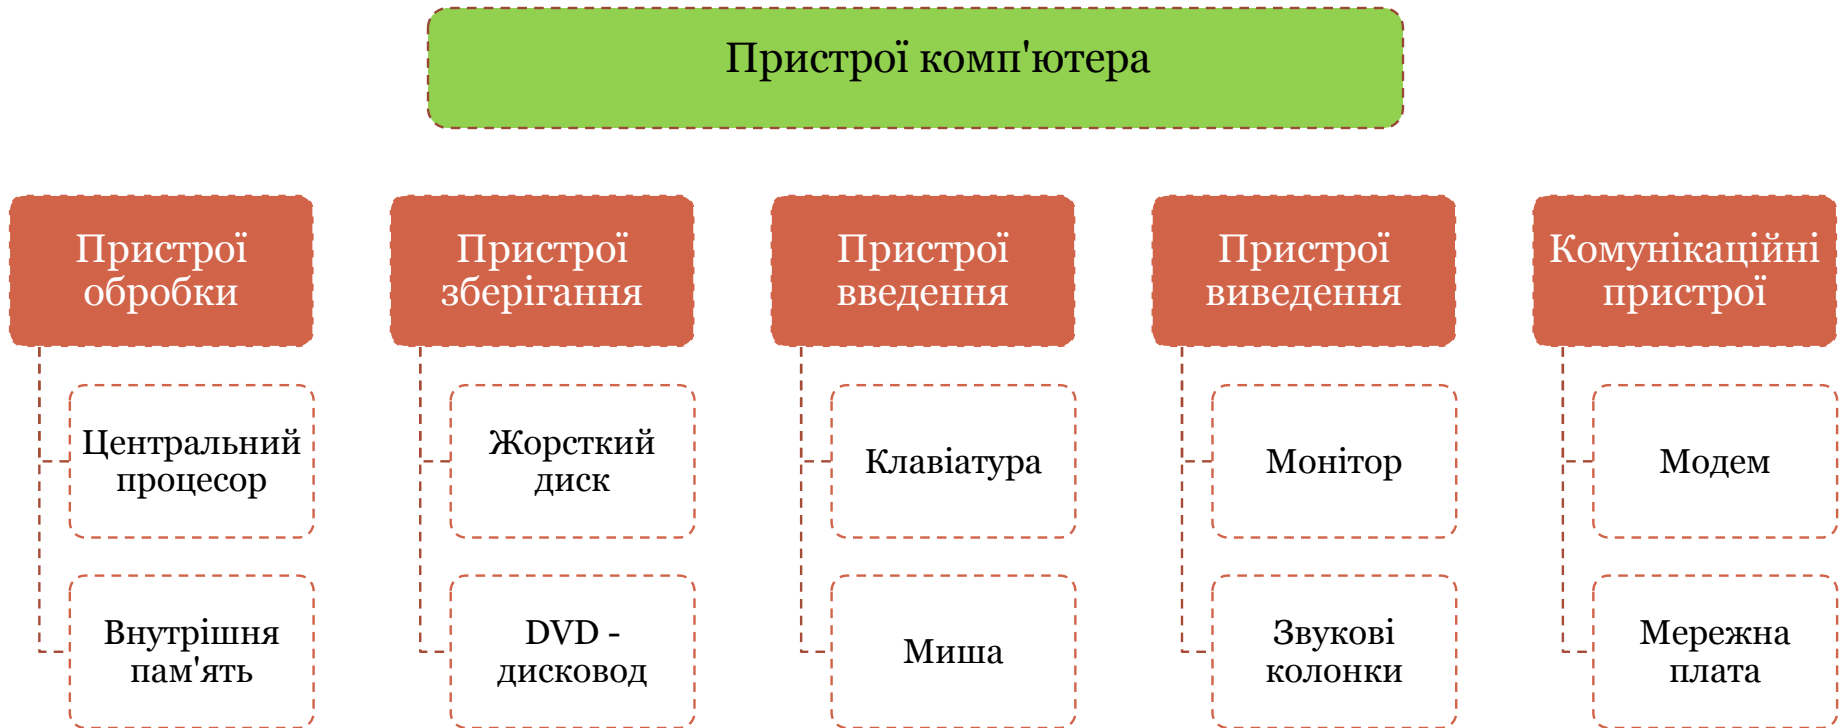 Пристрої комп'ютера
Пристрої
обробки
Центральний
процесор
Внутрішня
пам'ять
Пристрої
зберігання
Жорсткий
диск
DVD -
дисковод
Пристрої
введення
Клавіатура
Миша
Пристрої
виведення
Монітор
Звукові
колонки
Комунікаційні
пристрої
Модем
Мережна
плата